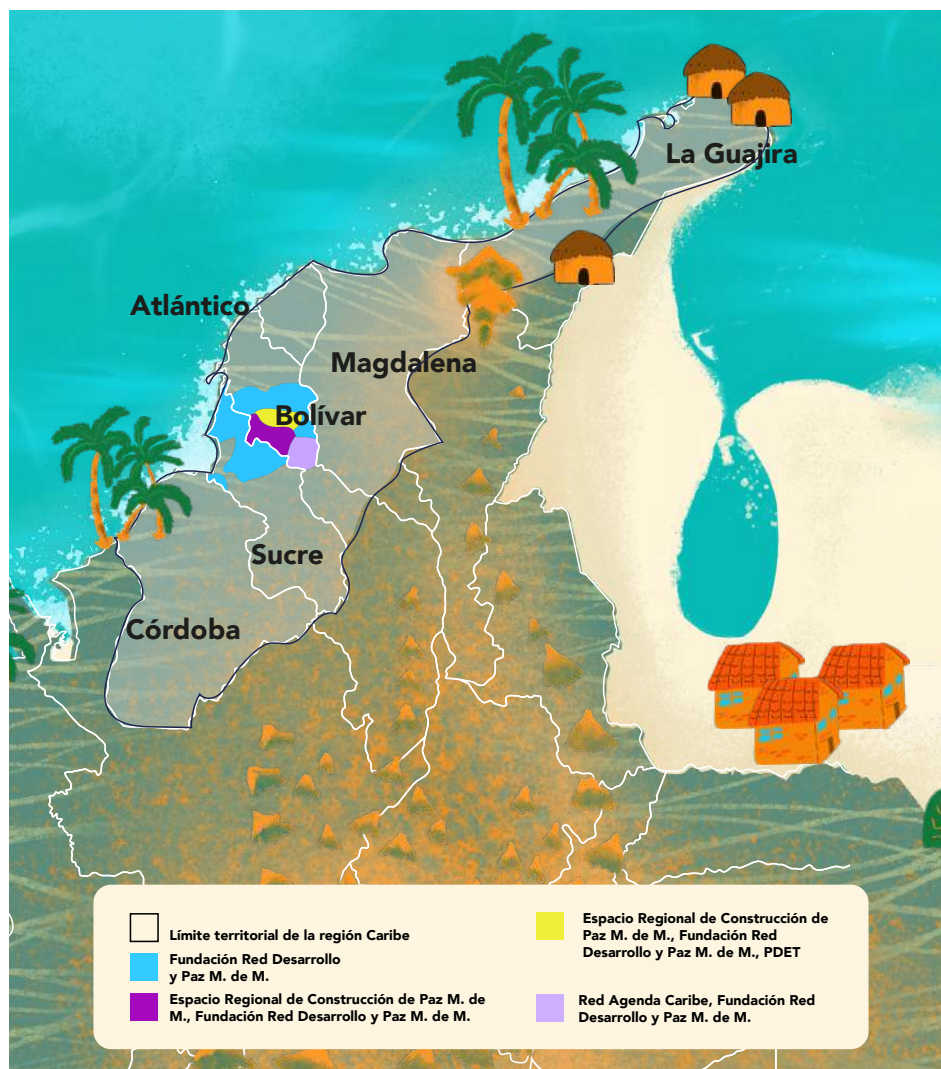 La Guajira
Atlántico
Magdalena
Bolívar
Sucre
Córdoba
Límite territorial de la región Caribe
Fundación Red Desarrollo
y Paz M. de M.
Espacio Regional de Construcción de Paz M. de
M., Fundación Red Desarrollo y Paz M. de M.
Espacio Regional de Construcción de
Paz M. de M., Fundación Red
Desarrollo y Paz M. de M., PDET
Red Agenda Caribe, Fundación Red
Desarrollo y Paz M. de M.